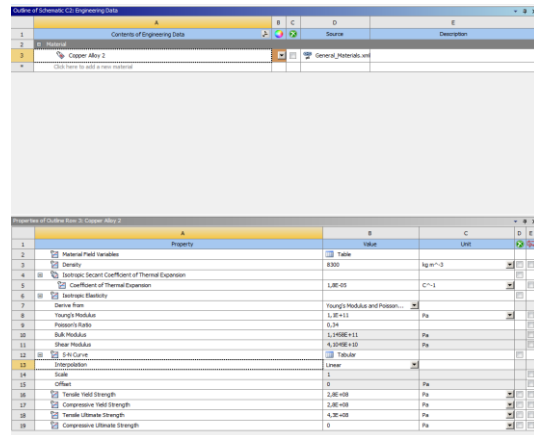 Outline of Schematic C2: Engineering Data
A B C D E
1 Contents of Engineering Data Source Description
2 Material
3 Copper Alloy 2 General_Materials.xml
* Click here to add a new material
Properties of Outline Row 3: Copper Alloy 2
A B C D E
1 Property Value Unit
2 Material Field Variables Table
3 Density 8300 kg m^-3
4 Isotropic Secant Coefficient of Thermal Expansion
5 Coefficient of Thermal Expansion 1,8E-05 C^-1
6 Isotropic Elasticity
7 Derive from Young's Modulus and Poisson...
8 Young's Modulus 1,1E+11 Pa
9 Poisson's Ratio 0,34
10 Bulk Modulus 1,1458E+11 Pa
11 Shear Modulus 4,1045E+10 Pa
12 S-N Curve Tabular
13 Interpolation Linear
14 Scale 1
15 Offset 0 Pa
16 Tensile Yield Strength 2,8E+08 Pa
17 Compressive Yield Strength 2,8E+08 Pa
18 Tensile Ultimate Strength 4,3E+08 Pa
19 Compressive Ultimate Strength 0 Pa